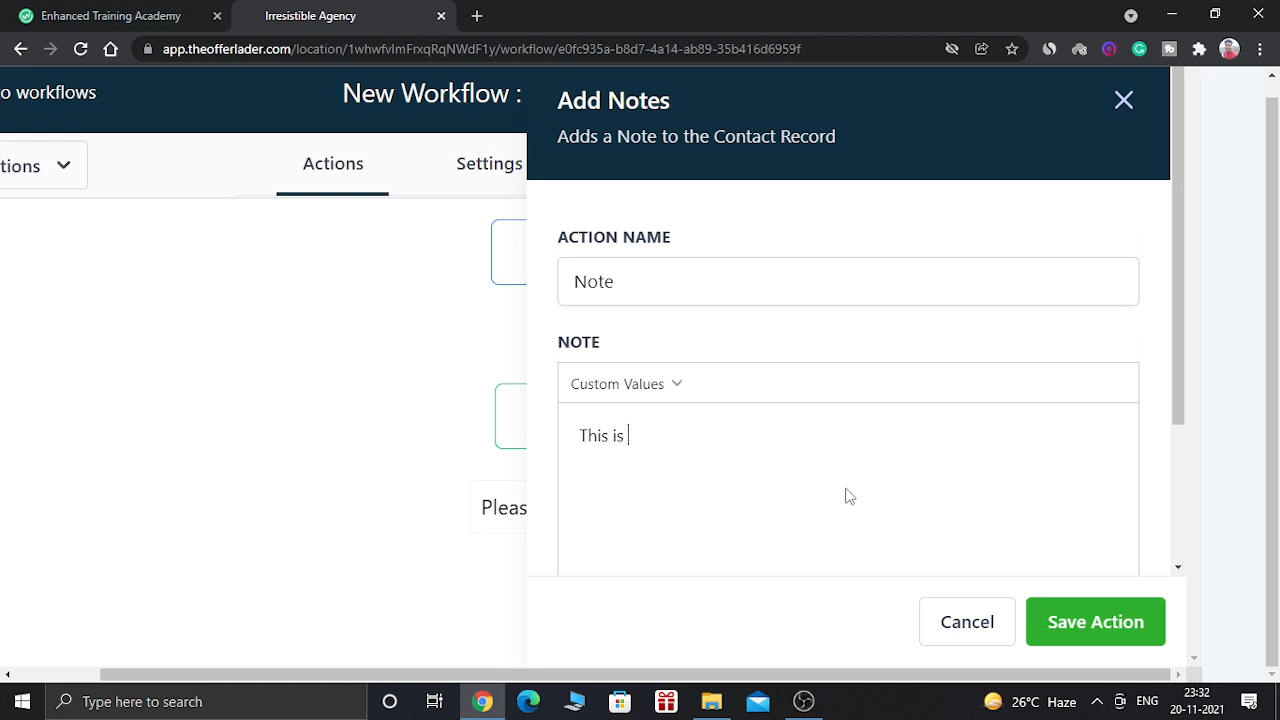 Enhanced Training Academy
Irresistible Agency
app.theofferlader.com/location/1whwfvlmFrxqRqNWdF1y/workflow/e0fc935a-b8d7-4a14-ab89-35b416d6959f
o workflows
New Workflow :
Add Notes
Adds a Note to the Contact Record
tions
Actions
Settings
ACTION NAME
Note
NOTE
Custom Values
This is
Pleas
Cancel
Save Action
Type here to search
26°C Haze
ENG
23:32
20-11-2021